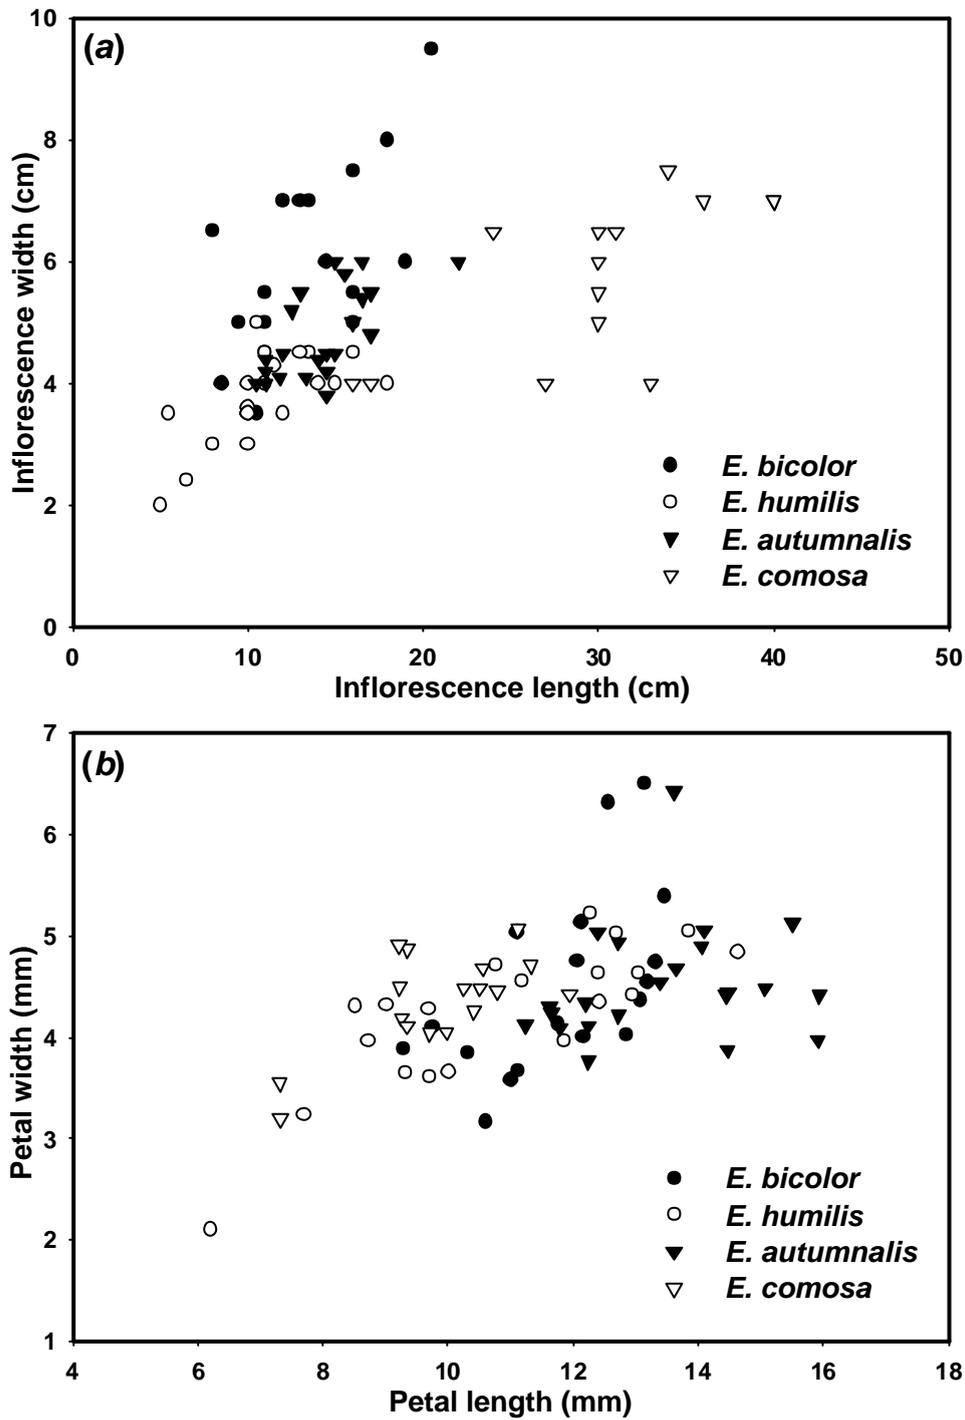 (a)
10
8
6
4
2
0
Inflorescence width (cm)
E. bicolor
E. humilis
E. autumnalis
E. comosa
0 10 20 30 40 50
Inflorescence length (cm)
(b)
7
6
5
4
3
2
1
Petal width (mm)
E. bicolor
E. humilis
E. autumnalis
E. comosa
4 6 8 10 12 14 16 18
Petal length (mm)